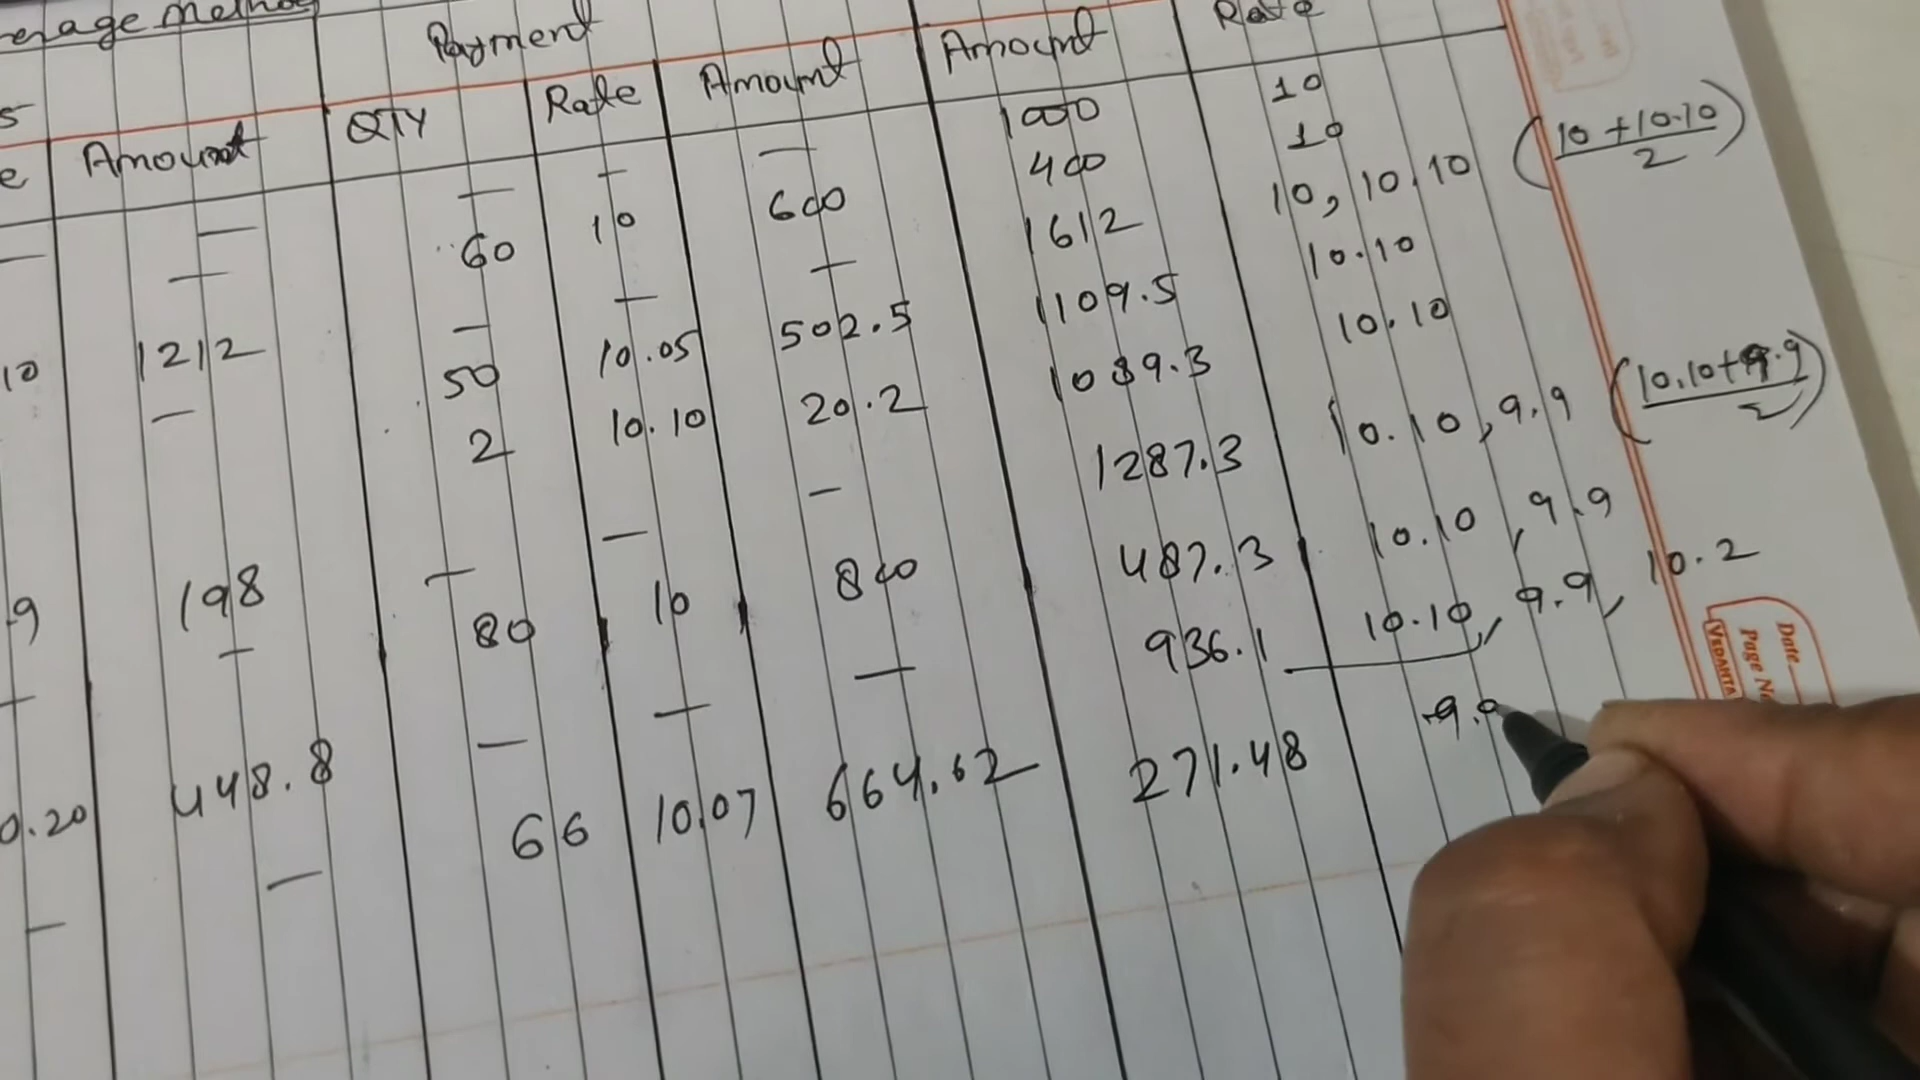 erage Method
Payment Amount Rate
s
e Amount QTY Rate Amount
— — — — — 1000 10
— — 60 10 600 400 10
10 1212 — — — 1612 10, 10.10 (10 + 10.10 / 2)
— 50 10.05 502.5 1109.5 10.10
2 10.10 20.2 1089.3 10.10
9 198 — — — 1287.3 10.10, 9.9 (10.10+9.9 / 2)
— — 80 10 800 487.3 10.10, 9.9
0.20 448.8 — — — 936.1 10.10, 9.9, 10.2
— — 66 10.07 664.62 271.48 9.9
Date
Page No
VEDANTA